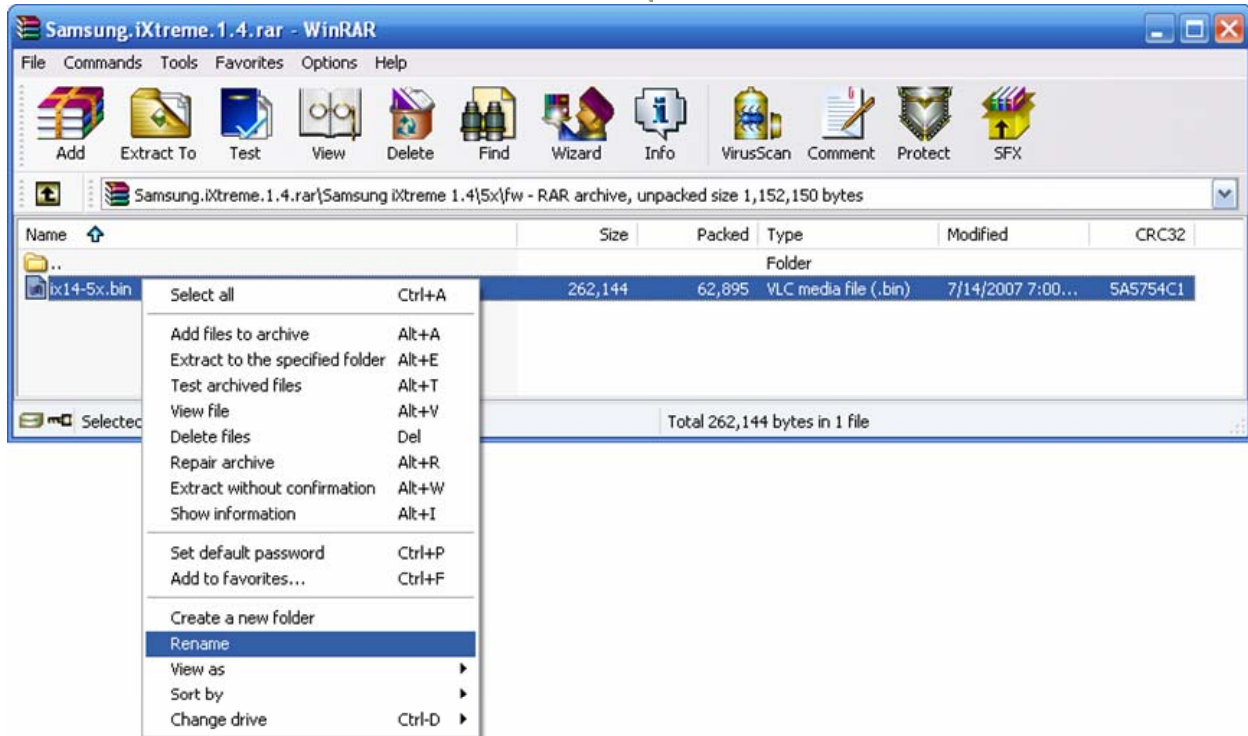 Samsung.iXtreme.1.4.rar - WinRAR
File Commands Tools Favorites Options Help
Add Extract To Test View Delete Find Wizard Info VirusScan Comment Protect SFX
Samsung.iXtreme.1.4.rar\Samsung iXtreme 1.4\5x\fw - RAR archive, unpacked size 1,152,150 bytes
Name Size Packed Type Modified CRC32
.. Folder
ix14-5x.bin 262,144 62,895 VLC media file (.bin) 7/14/2007 7:00... 5A5754C1
Select all Ctrl+A
Add files to archive Alt+A
Extract to the specified folder Alt+E
Test archived files Alt+T
View file Alt+V
Delete files Del
Repair archive Alt+R
Extract without confirmation Alt+W
Show information Alt+I
Set default password Ctrl+P
Add to favorites... Ctrl+F
Create a new folder
Rename
View as
Sort by
Change drive Ctrl-D
Selected
Total 262,144 bytes in 1 file